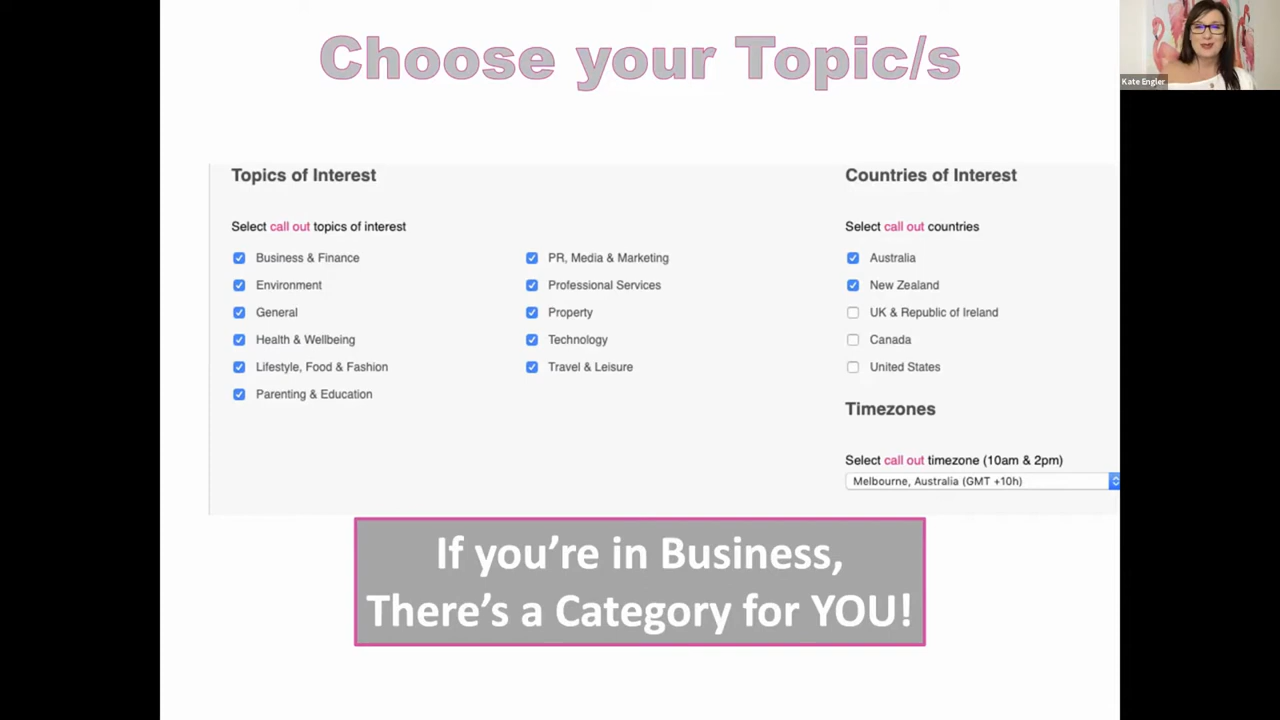 Choose your Topic/s
Kate Engler
Topics of Interest
Select call out topics of interest
Business & Finance
Environment
General
Health & Wellbeing
Lifestyle, Food & Fashion
Parenting & Education
PR, Media & Marketing
Professional Services
Property
Technology
Travel & Leisure
Countries of Interest
Select call out countries
Australia
New Zealand
UK & Republic of Ireland
Canada
United States
Timezones
Select call out timezone (10am & 2pm)
Melbourne, Australia (GMT +10h)
If you're in Business,
There's a Category for YOU!